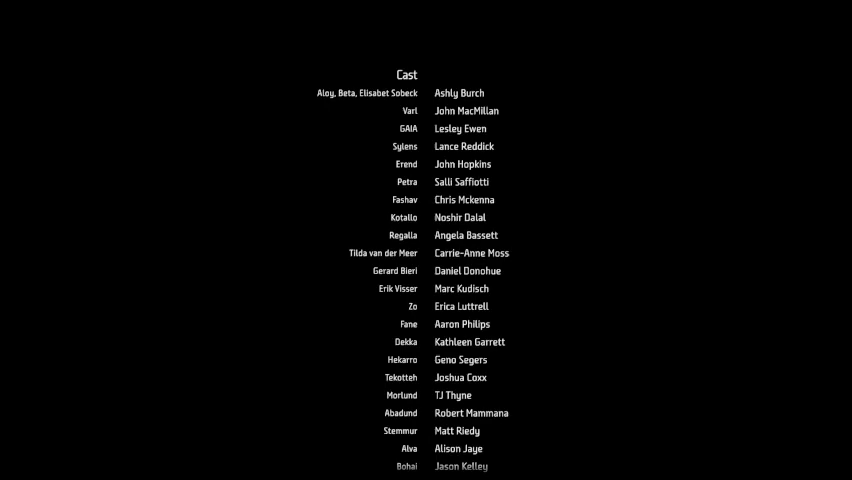 Cast
Aloy, Beta, Elisabet Sobeck Ashly Burch
Varl John MacMillan
GAIA Lesley Ewen
Sylens Lance Reddick
Erend John Hopkins
Petra Salli Saffiotti
Fashav Chris Mckenna
Kotallo Noshir Dalal
Regalla Angela Bassett
Tilda van der Meer Carrie-Anne Moss
Gerard Bieri Daniel Donohue
Erik Visser Marc Kudisch
Zo Erica Luttrell
Fane Aaron Philips
Dekka Kathleen Garrett
Hekarro Geno Segers
Tekotteh Joshua Coxx
Morlund TJ Thyne
Abadund Robert Mammana
Stemmur Matt Riedy
Alva Alison Jaye
Bohai Jason Kelley